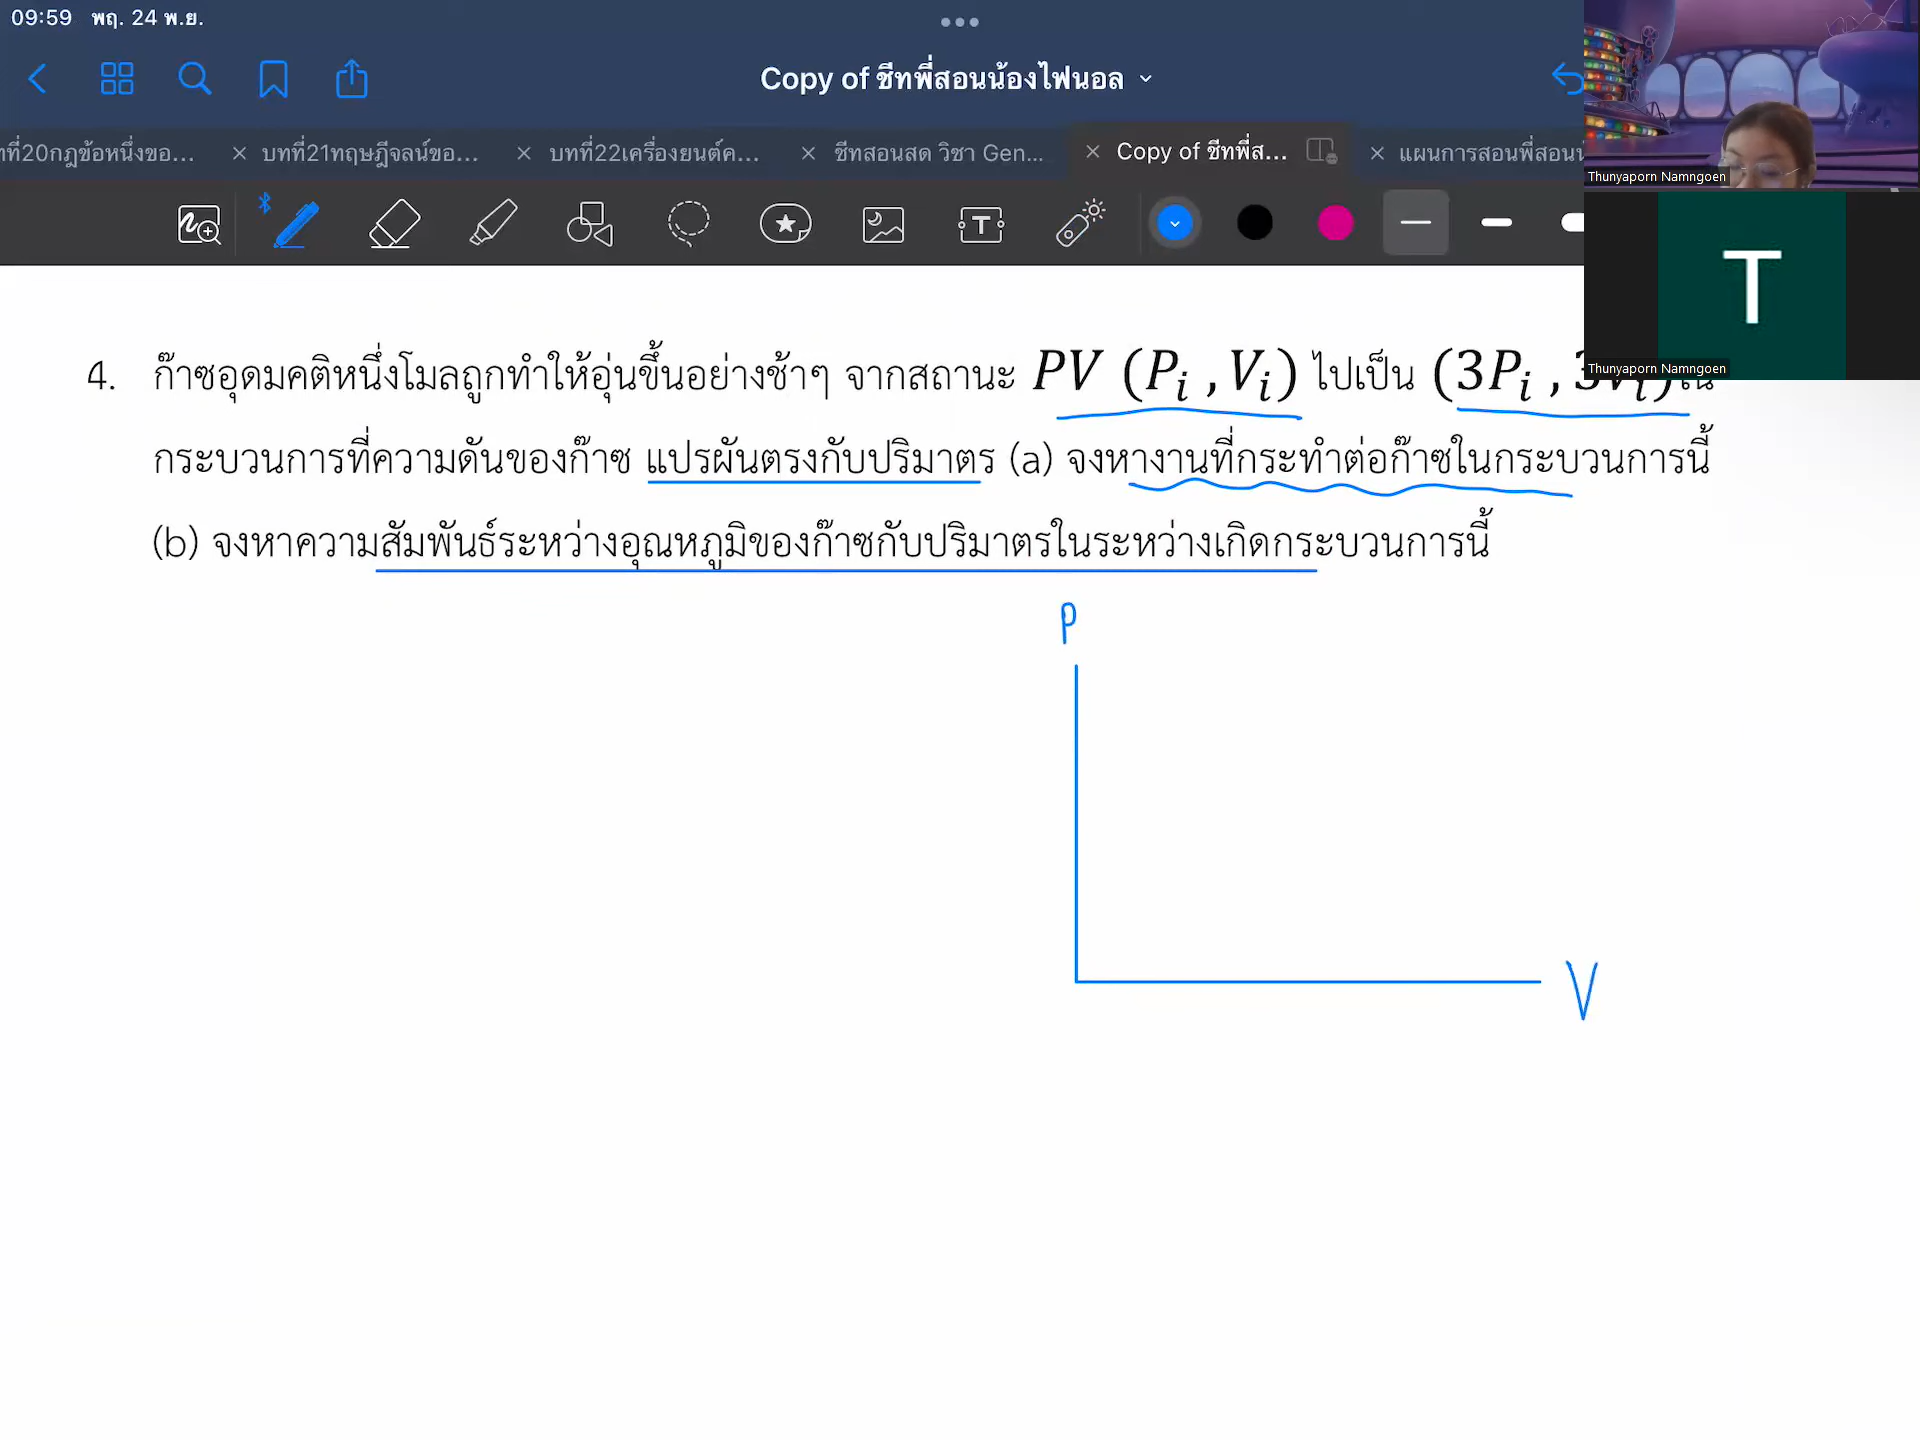 09:59 พฤ. 24 พ.ย.
Copy of ชีทพี่สอนน้องไฟนอล
ทที่20กฎข้อหนึ่งขอ... บทที่21ทฤษฎีจลน์ขอ... บทที่22เครื่องยนต์ค... ชีทสอนสด วิชา Gen... Copy of ชีทพี่ส... แผนการสอนพี่สอนน
Thunyaporn Namngoen
T
Thunyaporn Namngoen
4. ก๊าซอุดมคติหนึ่งโมลถูกทำให้อุ่นขึ้นอย่างช้าๆ จากสถานะ PV (Pi , Vi) ไปเป็น (3Pi , 3Vi) ใน
กระบวนการที่ความดันของก๊าซ แปรผันตรงกับปริมาตร (a) จงหางานที่กระทำต่อก๊าซในกระบวนการนี้
(b) จงหาความสัมพันธ์ระหว่างอุณหภูมิของก๊าซกับปริมาตรในระหว่างเกิดกระบวนการนี้
P
V